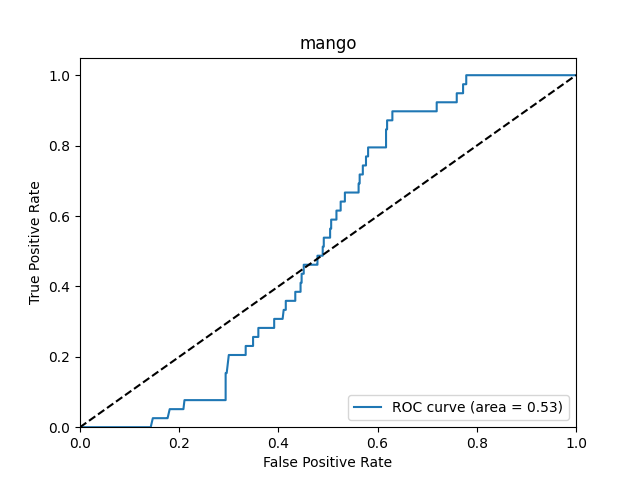 mango
True Positive Rate
1.0
0.8
0.6
0.4
0.2
0.0
ROC curve (area = 0.53)
0.0 0.2 0.4 0.6 0.8 1.0
False Positive Rate